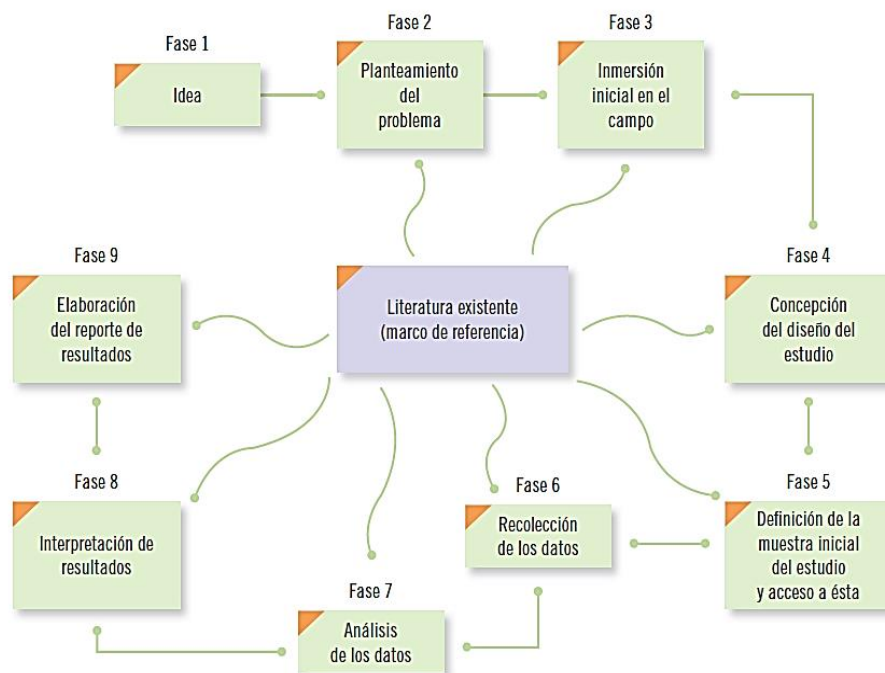 Fase 1
Idea
Fase 2
Planteamiento
del
problema
Fase 3
Inmersión
inicial en el
campo
Fase 4
Concepción
del diseño del
estudio
Fase 5
Definición de la
muestra inicial
del estudio
y acceso a ésta
Fase 6
Recolección
de los datos
Fase 7
Análisis
de los datos
Fase 8
Interpretación de
resultados
Fase 9
Elaboración
del reporte de
resultados
Literatura existente
(marco de referencia)